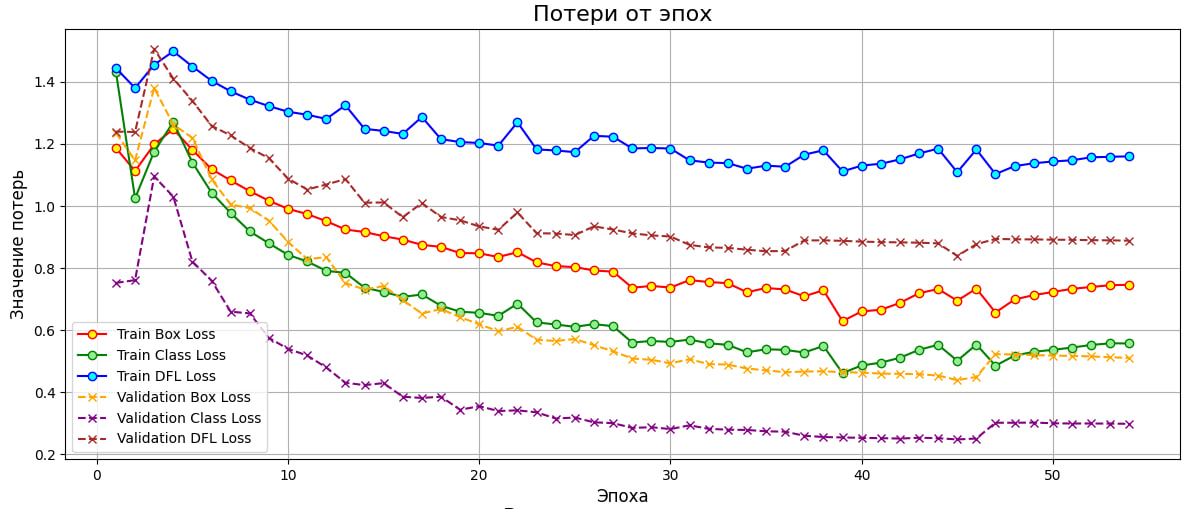 Потери от эпох
Значение потерь
1.4
1.2
1.0
0.8
0.6
0.4
0.2
Train Box Loss
Train Class Loss
Train DFL Loss
Validation Box Loss
Validation Class Loss
Validation DFL Loss
0 10 20 30 40 50
Эпоха